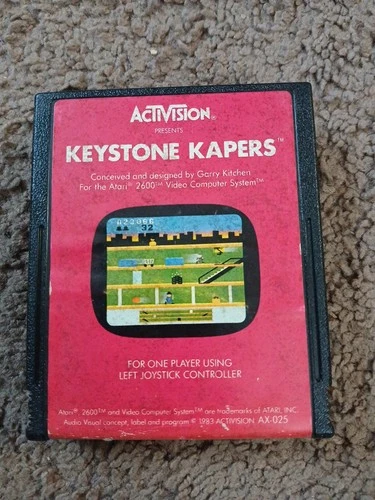 ACTIVISION®
PRESENTS
KEYSTONE KAPERS™
Conceived and designed by Garry Kitchen
For the Atari® 2600™ Video Computer System™
32
FOR ONE PLAYER USING
LEFT JOYSTICK CONTROLLER
Atari®, 2600™ and Video Computer System™ are trademarks of ATARI, INC.
Audio Visual concept, label and program © 1983 ACTIVISION AX-025